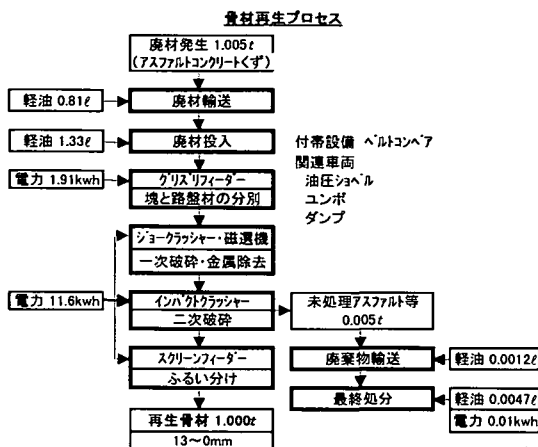 骨材再生プロセス
廃材発生 1.005t
(アスファルトコンクリートくず)
軽油 0.81ℓ
廃材輸送
軽油 1.33ℓ
廃材投入
付帯設備 ベルトコンベア
関連車両
油圧ショベル
ユンボ
ダンプ
電力 1.91kwh
グリズリフィーダー
塊と路盤材の分別
ジョークラッシャー・磁選機
一次破砕・金属除去
電力 11.6kwh
インパクトクラッシャー
二次破砕
未処理アスファルト等
0.005t
スクリーンフィーダー
ふるい分け
廃棄物輸送
軽油 0.0012ℓ
最終処分
軽油 0.0047ℓ
電力 0.01kwh
再生骨材 1.000t
13～0mm